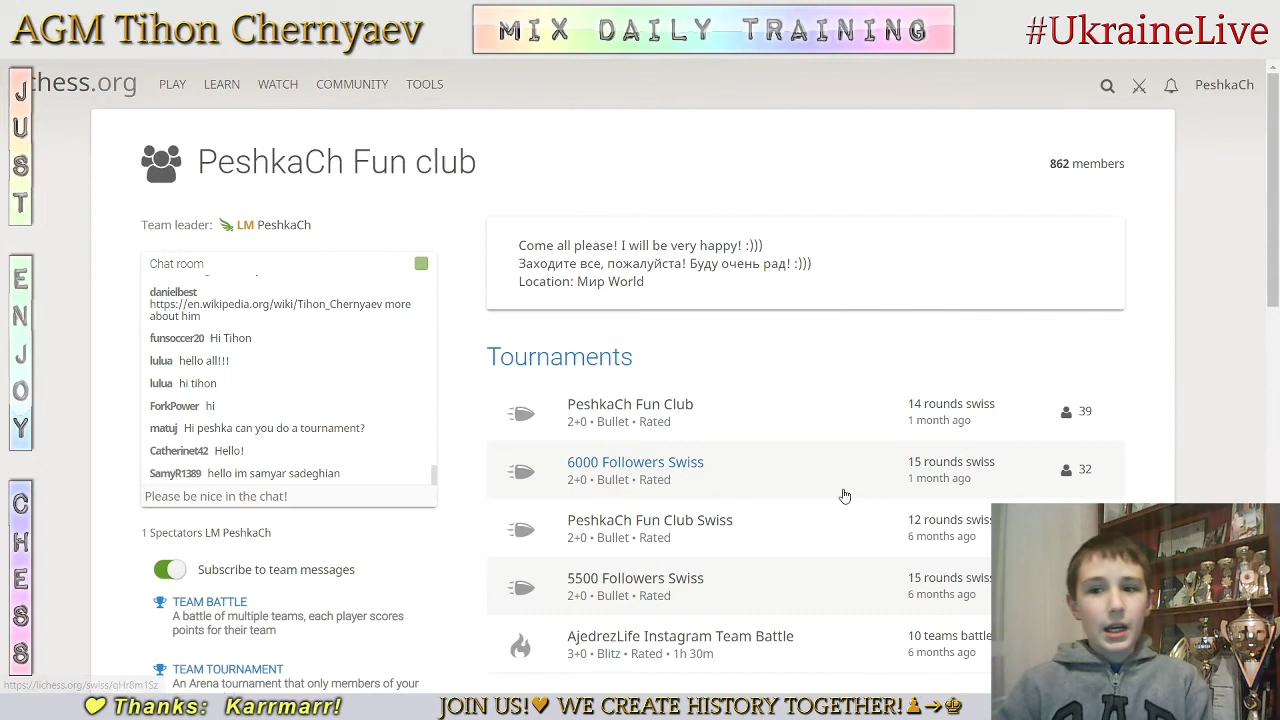 AGM Tihon Chernyaev
MIX DAILY TRAINING
#UkraineLive
JUST
ENJOY
CHESS
chess.org
PLAY LEARN WATCH COMMUNITY TOOLS
PeshkaCh
PeshkaCh Fun club
862 members
Team leader: LM PeshkaCh
Chat room
danielbest
https://en.wikipedia.org/wiki/Tihon_Chernyaev more
about him
funsoccer20 Hi Tihon
lulua hello all!!!
lulua hi tihon
ForkPower hi
matuj Hi peshka can you do a tournament?
Catherinet42 Hello!
SamyR1389 hello im samyar sadeghian
Please be nice in the chat!
1 Spectators LM PeshkaCh
Subscribe to team messages
TEAM BATTLE
A battle of multiple teams, each player scores
points for their team
TEAM TOURNAMENT
An Arena tournament that only members of your
Come all please! I will be very happy! :)))
Заходите все, пожалуйста! Буду очень рад! :)))
Location: Мир World
Tournaments
PeshkaCh Fun Club 14 rounds swiss 39
2+0 • Bullet • Rated 1 month ago
6000 Followers Swiss 15 rounds swiss 32
2+0 • Bullet • Rated 1 month ago
PeshkaCh Fun Club Swiss 12 rounds swiss
2+0 • Bullet • Rated 6 months ago
5500 Followers Swiss 15 rounds swiss
2+0 • Bullet • Rated 6 months ago
AjedrezLife Instagram Team Battle 10 teams battle
3+0 • Blitz • Rated • 1h 30m 6 months ago
https://lichess.org/swiss/qHr8m1Sz
Thanks: Karrmarr!
JOIN US! WE CREATE HISTORY TOGETHER!